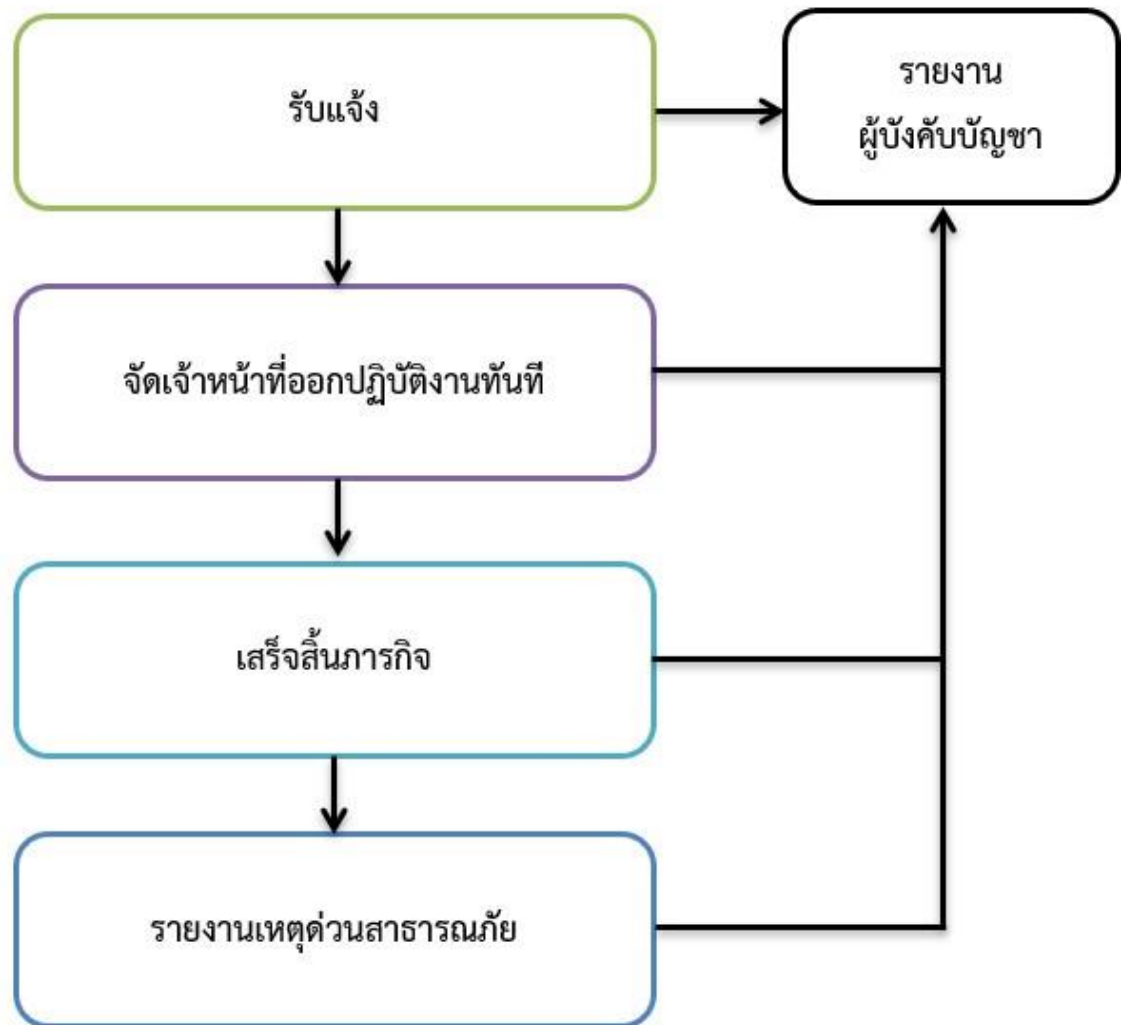 รับแจ้ง
รายงาน
ผู้บังคับบัญชา
จัดเจ้าหน้าที่ออกปฏิบัติงานทันที
เสร็จสิ้นภารกิจ
รายงานเหตุด่วนสาธารณภัย